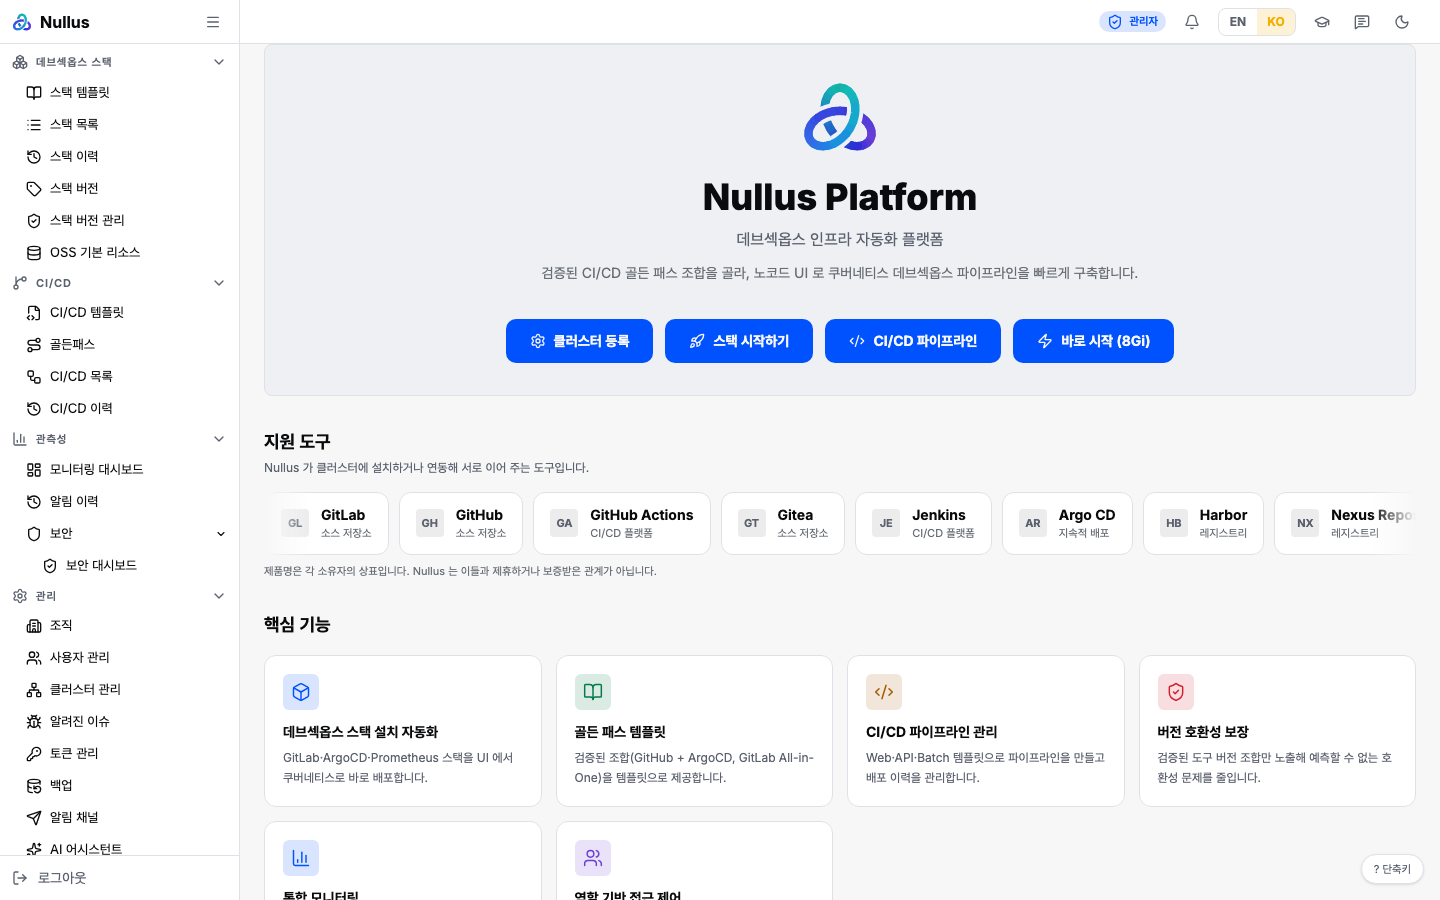 Nullus
관리자
EN
KO
데브섹옵스 스택
스택 템플릿
스택 목록
스택 이력
스택 버전
스택 버전 관리
OSS 기본 리소스
CI/CD
CI/CD 템플릿
골든패스
CI/CD 목록
CI/CD 이력
관측성
모니터링 대시보드
알림 이력
보안
보안 대시보드
관리
조직
사용자 관리
클러스터 관리
알려진 이슈
토큰 관리
백업
알림 채널
AI 어시스턴트
로그아웃
Nullus Platform
데브섹옵스 인프라 자동화 플랫폼
검증된 CI/CD 골든 패스 조합을 골라, 노코드 UI 로 쿠버네티스 데브섹옵스 파이프라인을 빠르게 구축합니다.
클러스터 등록
스택 시작하기
CI/CD 파이프라인
바로 시작 (8Gi)
지원 도구
Nullus 가 클러스터에 설치하거나 연동해 서로 이어 주는 도구입니다.
GL
GitLab
소스 저장소
GH
GitHub
소스 저장소
GA
GitHub Actions
CI/CD 플랫폼
GT
Gitea
소스 저장소
JE
Jenkins
CI/CD 플랫폼
AR
Argo CD
지속적 배포
HB
Harbor
레지스트리
NX
Nexus Repo
레지스트리
제품명은 각 소유자의 상표입니다. Nullus 는 이들과 제휴하거나 보증받은 관계가 아닙니다.
핵심 기능
데브섹옵스 스택 설치 자동화
GitLab·ArgoCD·Prometheus 스택을 UI 에서
쿠버네티스로 바로 배포합니다.
골든 패스 템플릿
검증된 조합(GitHub + ArgoCD, GitLab All-in-
One)을 템플릿으로 제공합니다.
CI/CD 파이프라인 관리
Web·API·Batch 템플릿으로 파이프라인을 만들고
배포 이력을 관리합니다.
버전 호환성 보장
검증된 도구 버전 조합만 노출해 예측할 수 없는 호
환성 문제를 줄입니다.
통합 모니터링
역할 기반 접근 제어
? 단축키